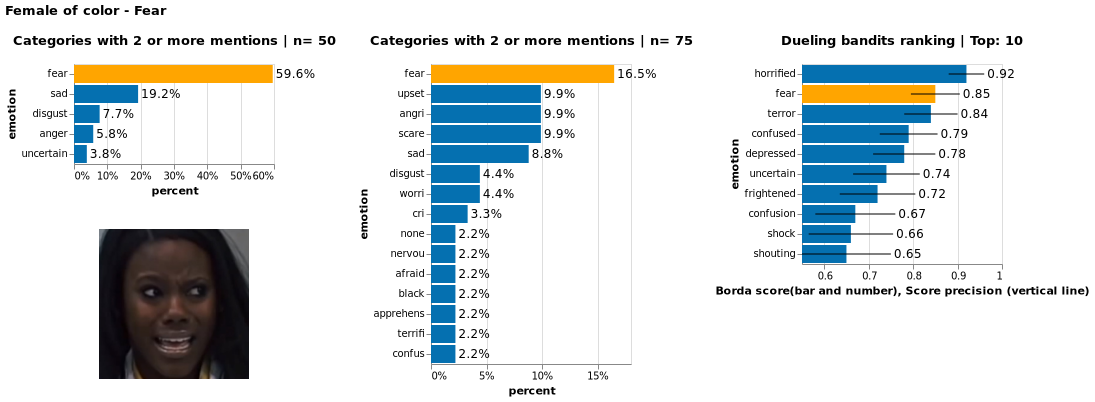 Female of color - Fear
Categories with 2 or more mentions | n= 50
emotion
fear 59.6%
sad 19.2%
disgust 7.7%
anger 5.8%
uncertain 3.8%
0% 10% 20% 30% 40% 50% 60%
percent
Categories with 2 or more mentions | n= 75
emotion
fear 16.5%
upset 9.9%
angri 9.9%
scare 9.9%
sad 8.8%
disgust 4.4%
worri 4.4%
cri 3.3%
none 2.2%
nervou 2.2%
afraid 2.2%
black 2.2%
apprehens 2.2%
terrifi 2.2%
confus 2.2%
0% 5% 10% 15%
percent
Dueling bandits ranking | Top: 10
emotion
horrified 0.92
fear 0.85
terror 0.84
confused 0.79
depressed 0.78
uncertain 0.74
frightened 0.72
confusion 0.67
shock 0.66
shouting 0.65
0.6 0.7 0.8 0.9 1
Borda score(bar and number), Score precision (vertical line)